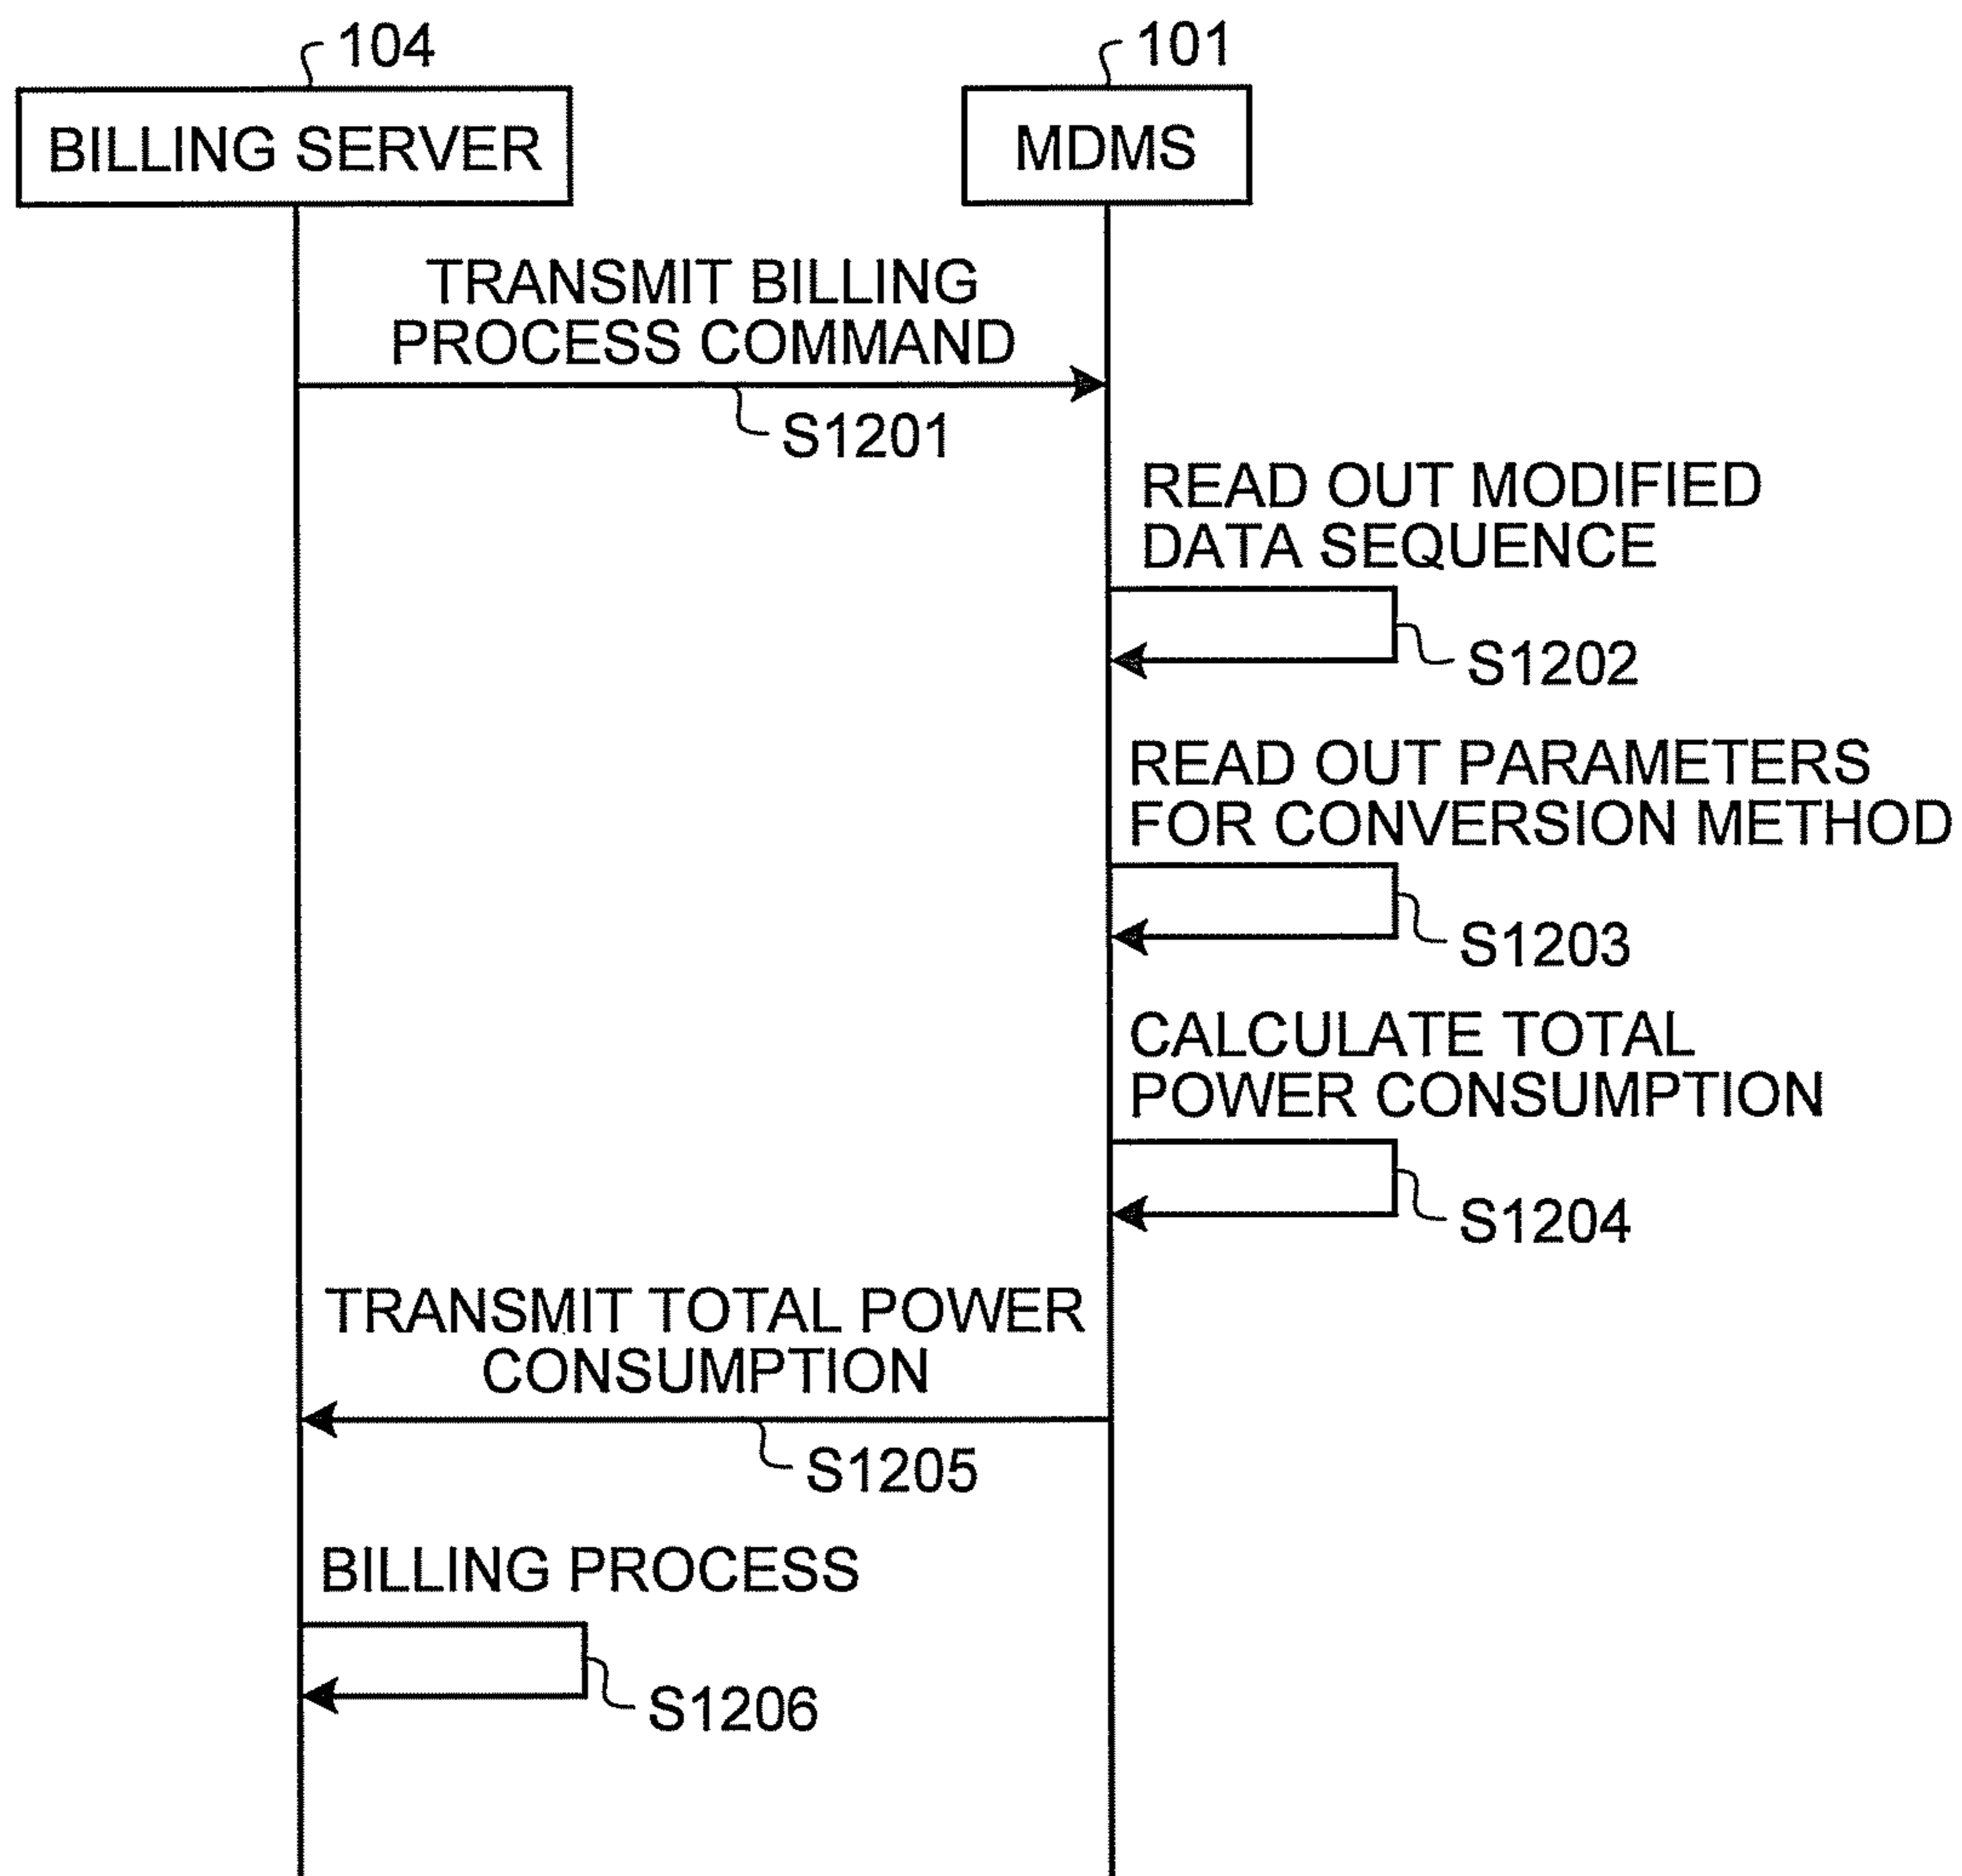 104
101
BILLING SERVER
MDMS
TRANSMIT BILLING
PROCESS COMMAND
S1201
READ OUT MODIFIED
DATA SEQUENCE
S1202
READ OUT PARAMETERS
FOR CONVERSION METHOD
S1203
CALCULATE TOTAL
POWER CONSUMPTION
S1204
TRANSMIT TOTAL POWER
CONSUMPTION
S1205
BILLING PROCESS
S1206